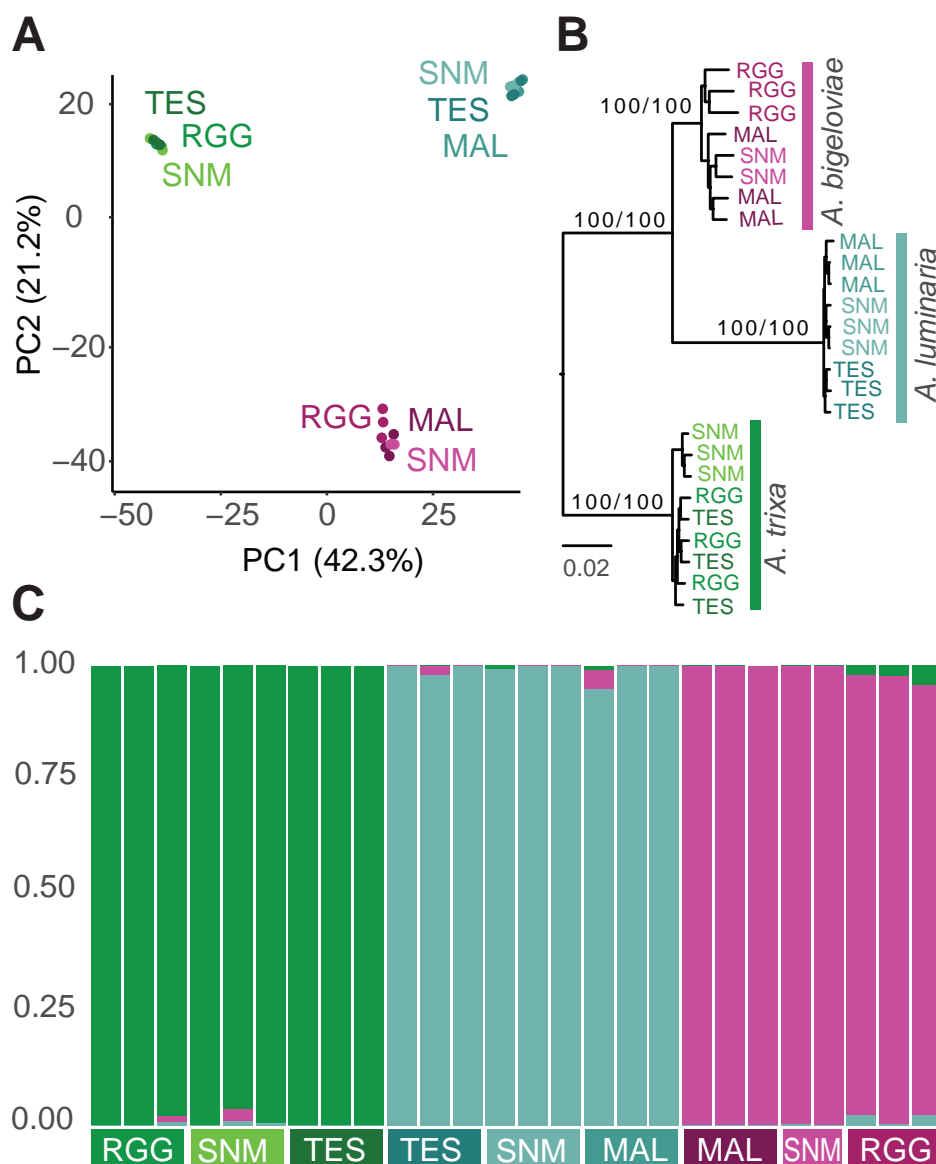 A
20
0
−20
−40
PC2 (21.2%)
−50
−25
0
25
PC1 (42.3%)
TES
RGG
SNM
SNM
TES
MAL
RGG
MAL
SNM
B
100/100
100/100
100/100
100/100
RGG
RGG
RGG
MAL
SNM
SNM
MAL
MAL
A. bigeloviae
MAL
MAL
MAL
SNM
SNM
SNM
TES
TES
TES
A. luminaria
SNM
SNM
SNM
RGG
TES
RGG
TES
RGG
TES
A. trixa
0.02
C
1.00
0.75
0.50
0.25
0.00
RGG SNM TES TES SNM MAL MAL SNM RGG